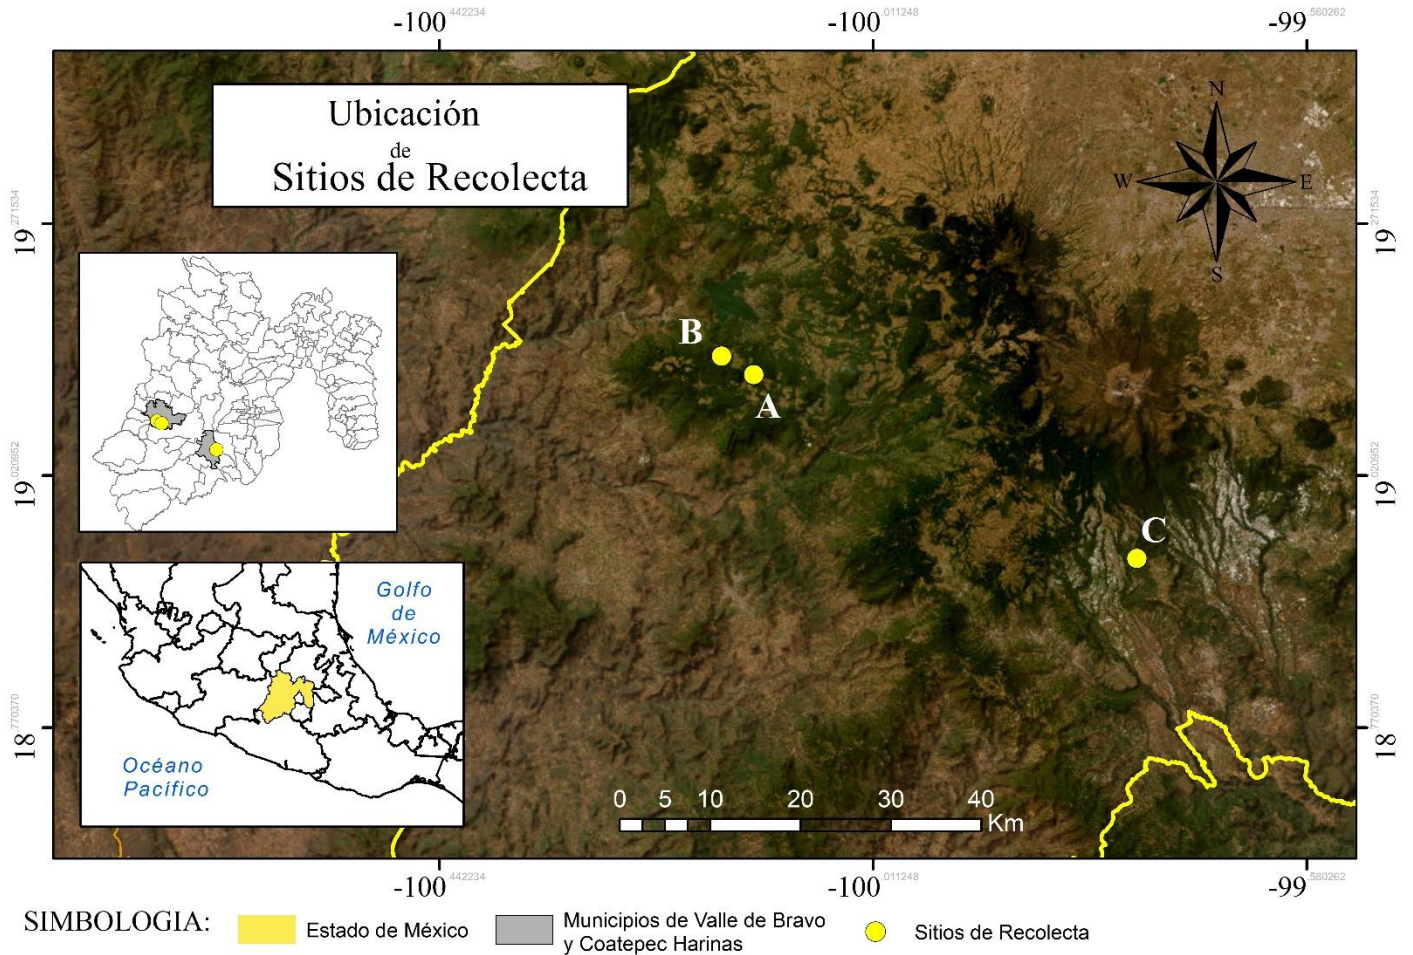 -100 442234
-100 .011248
-99 .580262
Ubicación
de
Sitios de Recolecta
N
W
E
S
19 .271534
19 .271534
B
A
19 .020952
19 .020952
C
Golfo
de
México
Océano
Pacífico
18 .770370
18 .770370
0 5 10 20 30 40
Km
-100 .442234
-100 .011248
-99 .580262
SIMBOLOGIA:
Estado de México
Municipios de Valle de Bravo
y Coatepec Harinas
Sitios de Recolecta